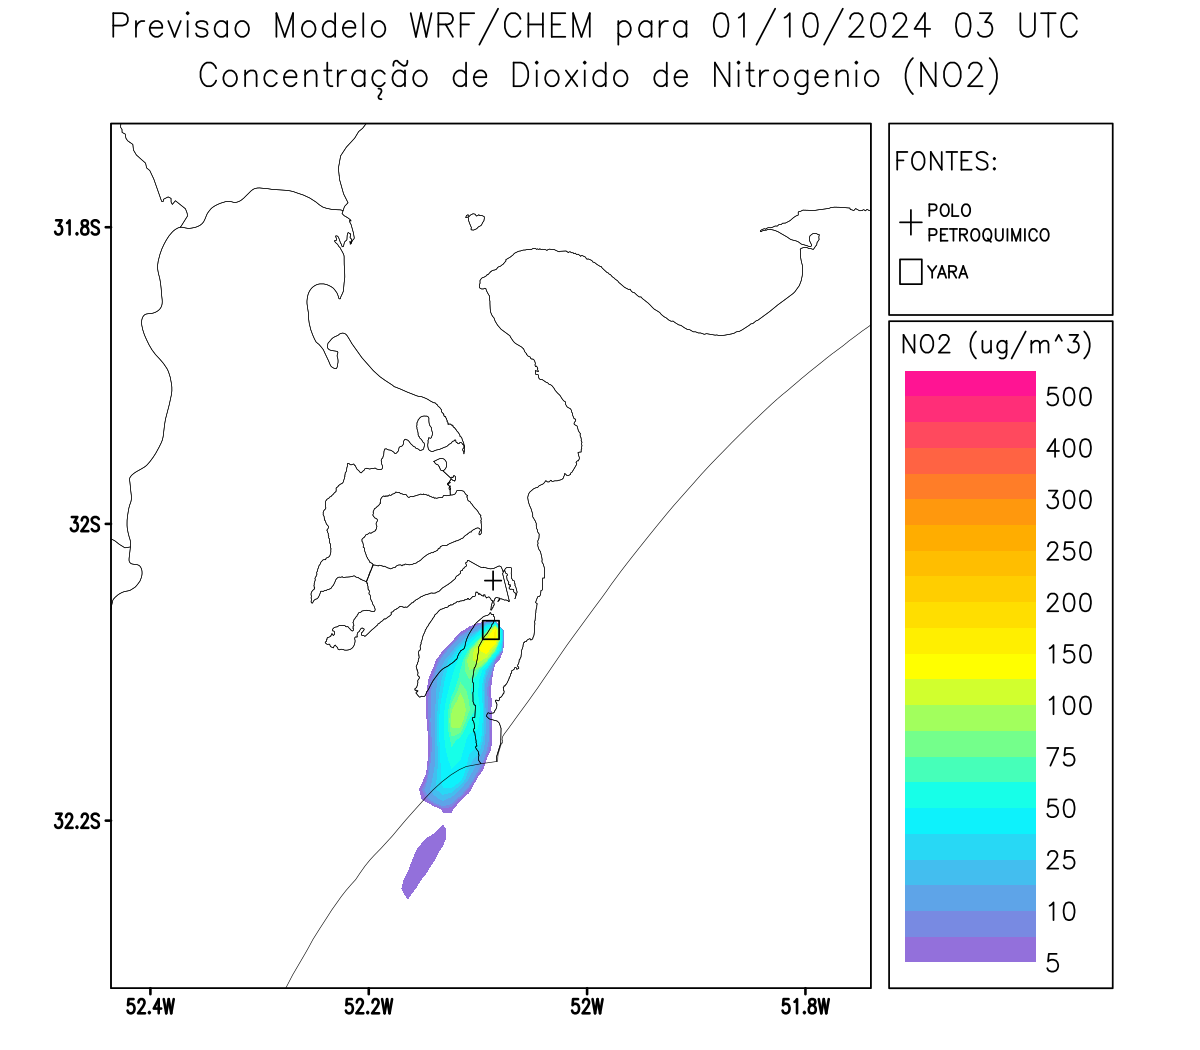 Previsao Modelo WRF/CHEM para 01/10/2024 03 UTC
Concentração de Dioxido de Nitrogenio (NO2)
FONTES:
POLO
PETROQUIMICO
YARA
NO2 (ug/m^3)
500
400
300
250
200
150
100
75
50
25
10
5
31.8S
32S
32.2S
52.4W
52.2W
52W
51.8W